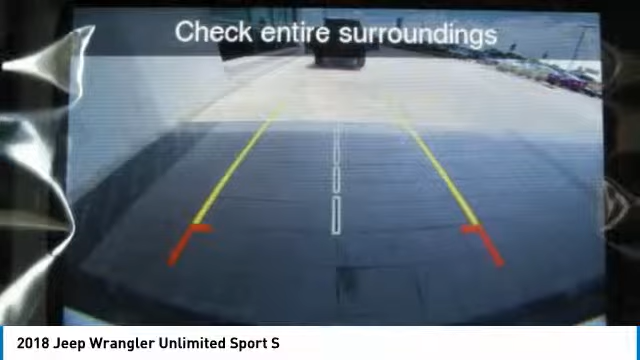 Check entire surroundings
2018 Jeep Wrangler Unlimited Sport S